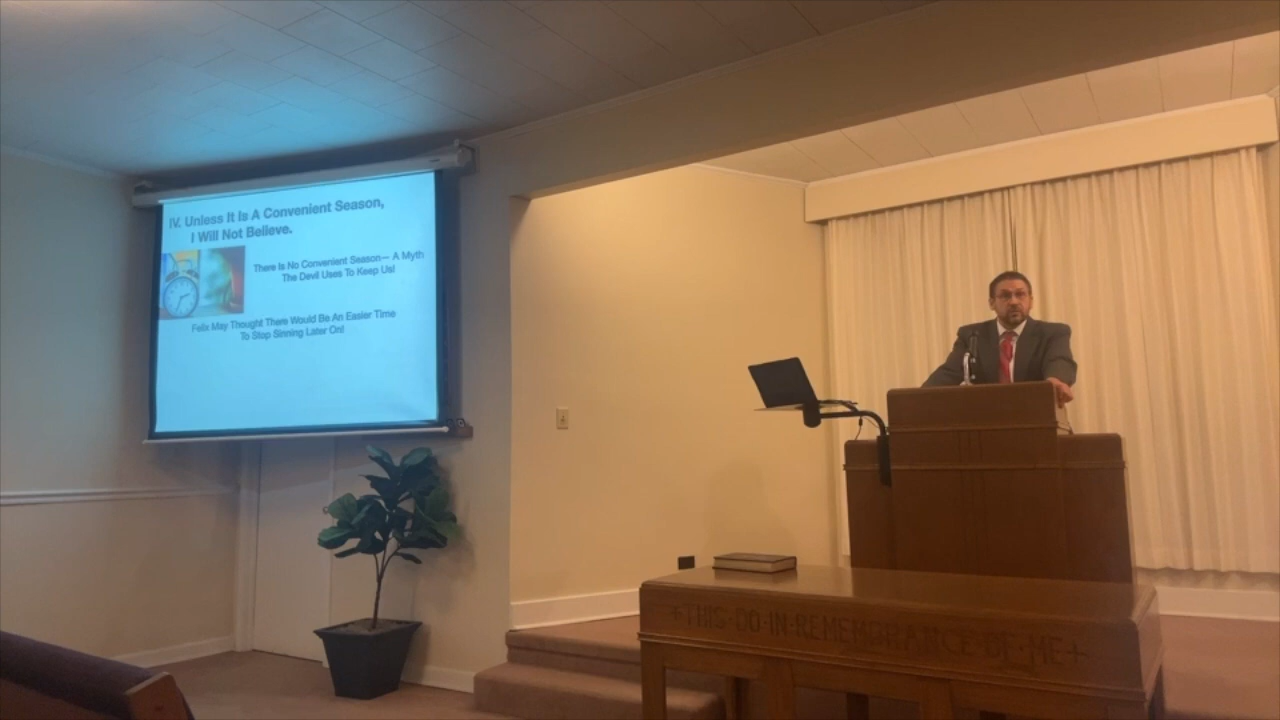 IV. Unless It Is A Convenient Season,
I Will Not Believe.
There Is No Convenient Season— A Myth
The Devil Uses To Keep Us!
Felix May Thought There Would Be An Easier Time
To Stop Sinning Later On!
+THIS·DO·IN·REMEMBRANCE·OF·ME+